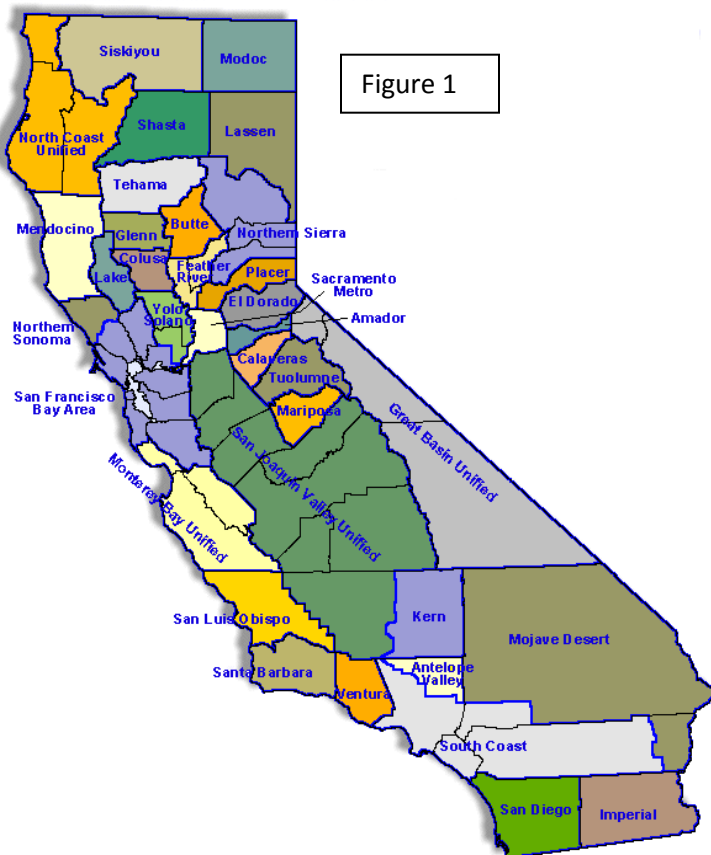 Figure 1
Siskiyou
Modoc
North Coast
Unified
Shasta
Lassen
Tehama
Mendocino
Glenn
Butte
Northern Sierra
Colusa
Lake
Feather
River
Placer
Sacramento
Metro
El Dorado
Yolo
Solano
Amador
Northern
Sonoma
Calaveras
Tuolumne
San Francisco
Bay Area
Mariposa
Great Basin Unified
San Joaquin Valley Unified
Monterey Bay Unified
San Luis Obispo
Kern
Mojave Desert
Santa Barbara
Antelope
Valley
Ventura
South Coast
San Diego
Imperial